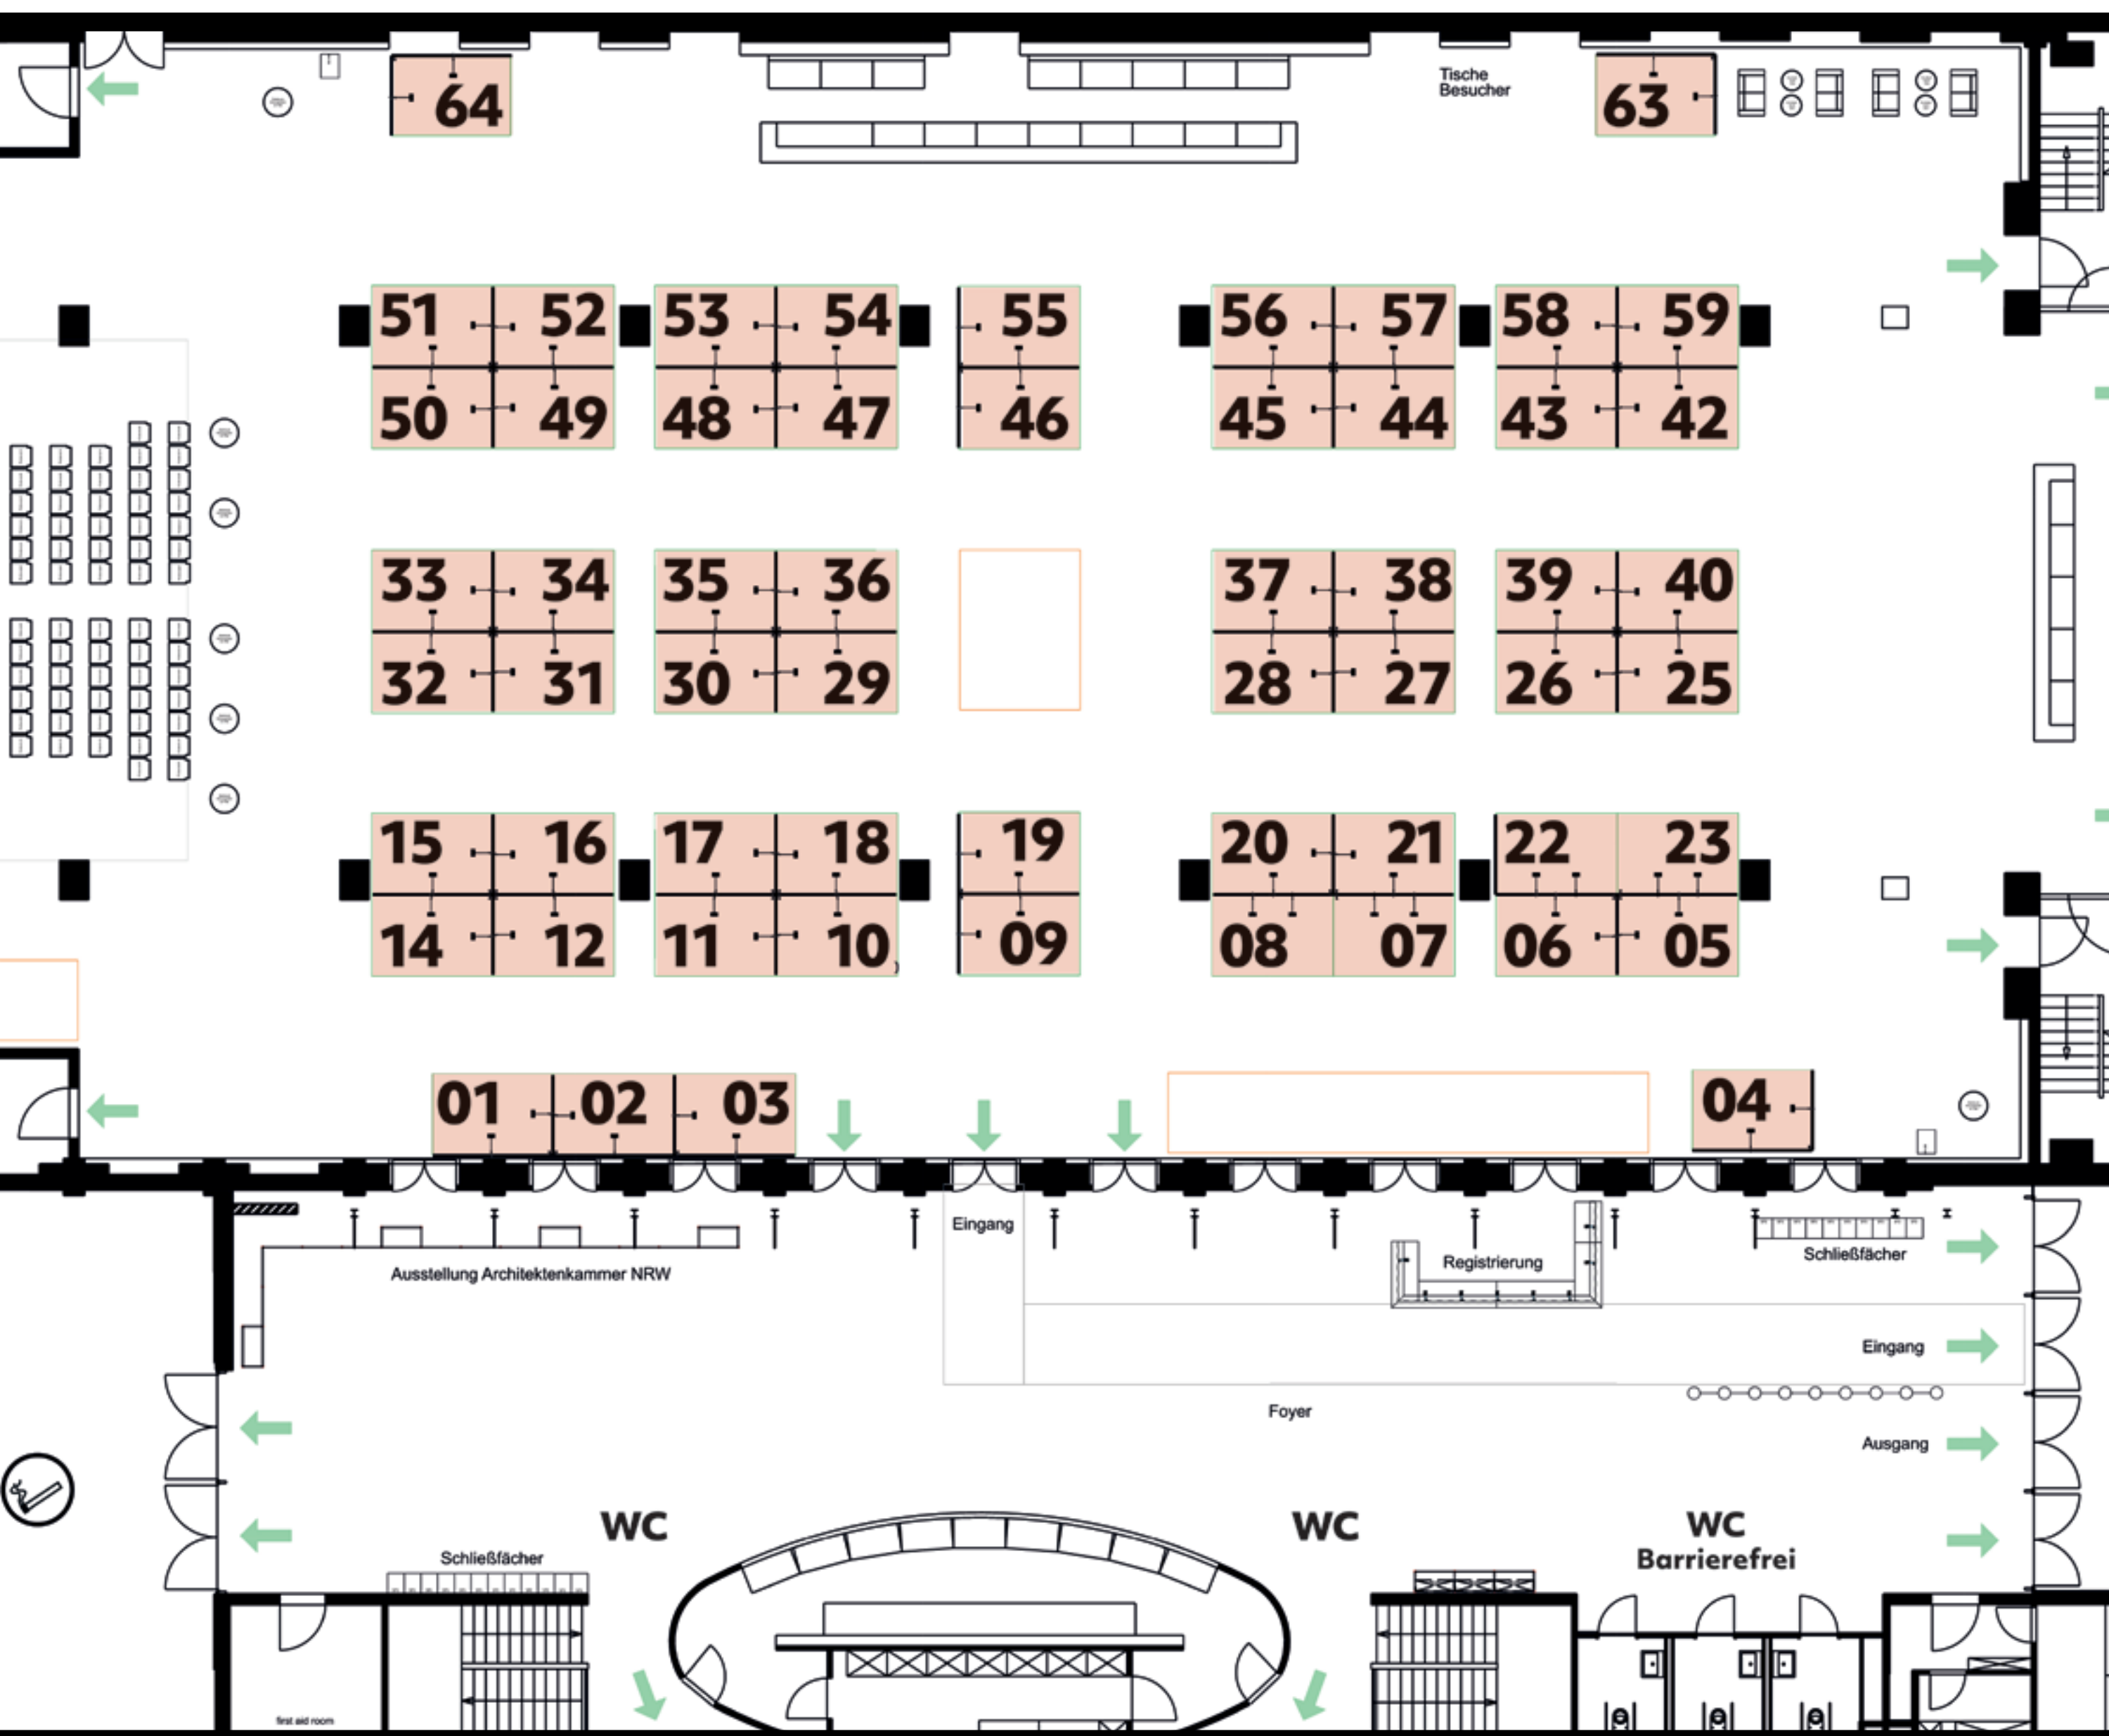 64
Tische
Besucher
63
51 52 53 54 55 56 57 58 59
50 49 48 47 46 45 44 43 42
33 34 35 36 37 38 39 40
32 31 30 29 28 27 26 25
15 16 17 18 19 20 21 22 23
14 12 11 10 09 08 07 06 05
01 02 03 04
Eingang
Registrierung
Schließfächer
Ausstellung Architektenkammer NRW
Eingang
Foyer
Ausgang
WC
WC
WC
Barrierefrei
Schließfächer
first aid room